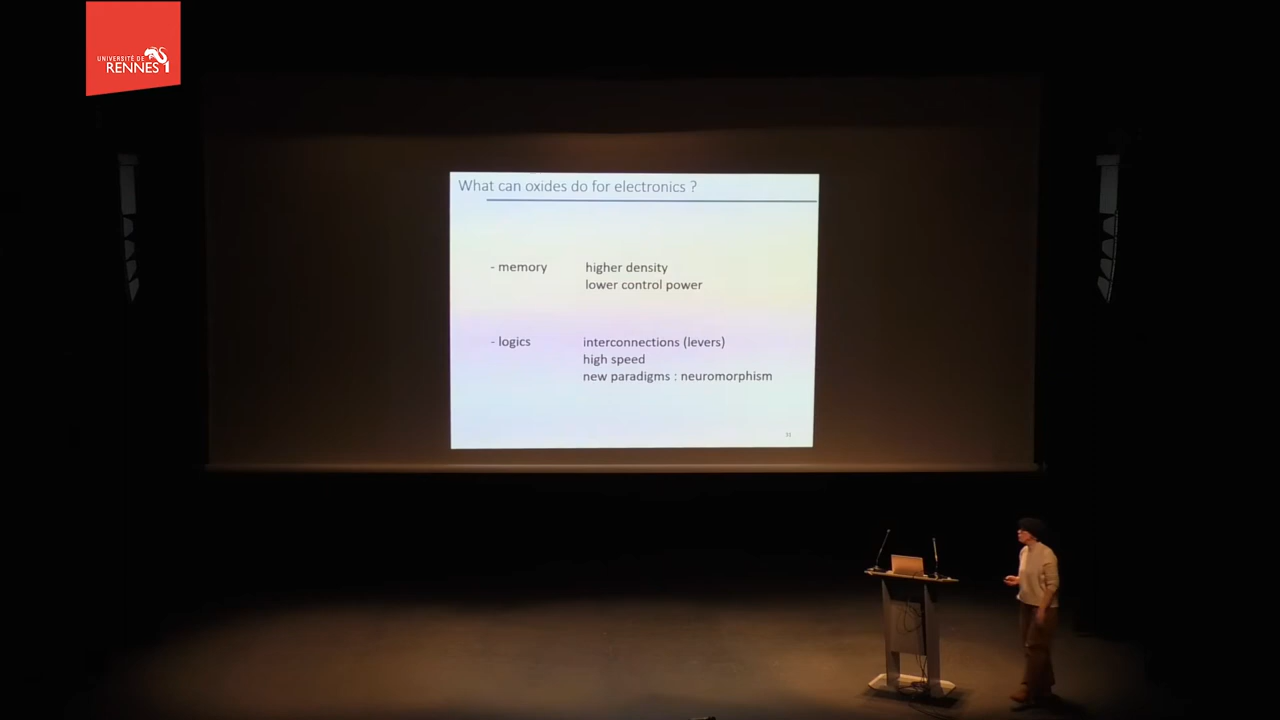 UNIVERSITÉ DE
RENNES 1
What can oxides do for electronics ?
- memory higher density
lower control power
- logics interconnections (levers)
high speed
new paradigms : neuromorphism